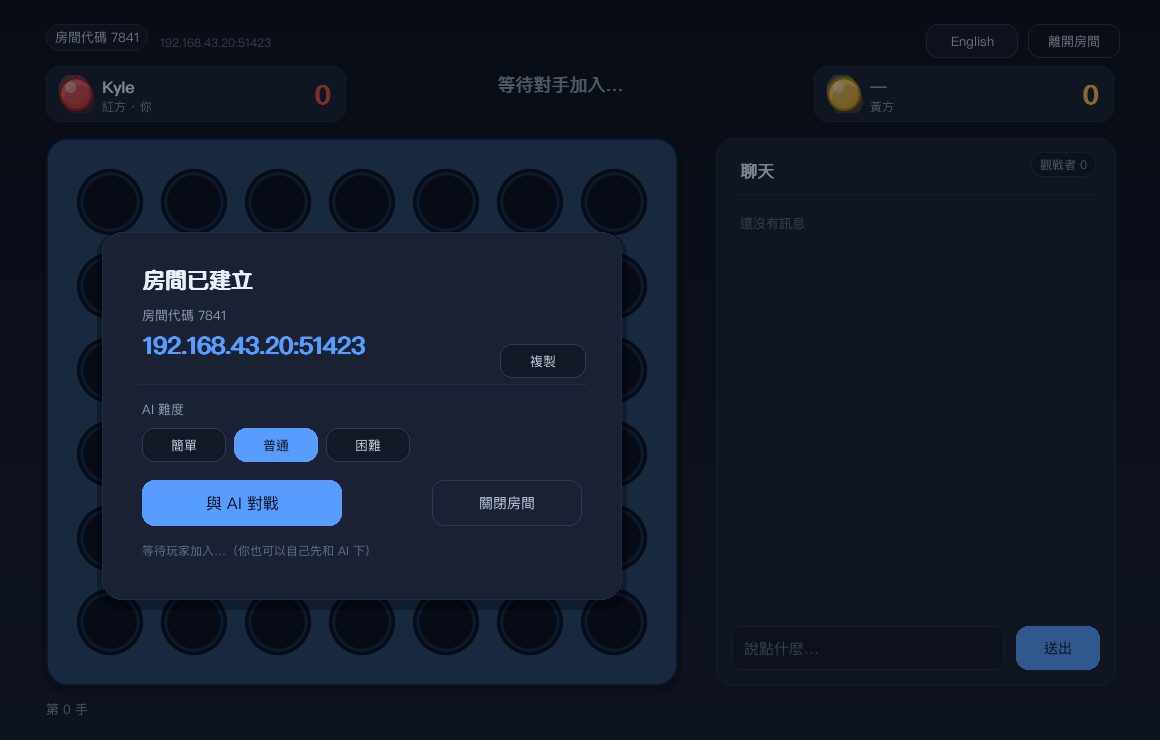 房間代碼 7841
192.168.43.20:51423
English
離開房間
Kyle
紅方・你
0
等待對手加入…
—
黃方
0
聊天
觀戰者 0
還沒有訊息
房間已建立
房間代碼 7841
192.168.43.20:51423
複製
AI 難度
簡單
普通
困難
與 AI 對戰
關閉房間
等待玩家加入…（你也可以自己先和 AI 下）
說點什麼…
送出
第 0 手